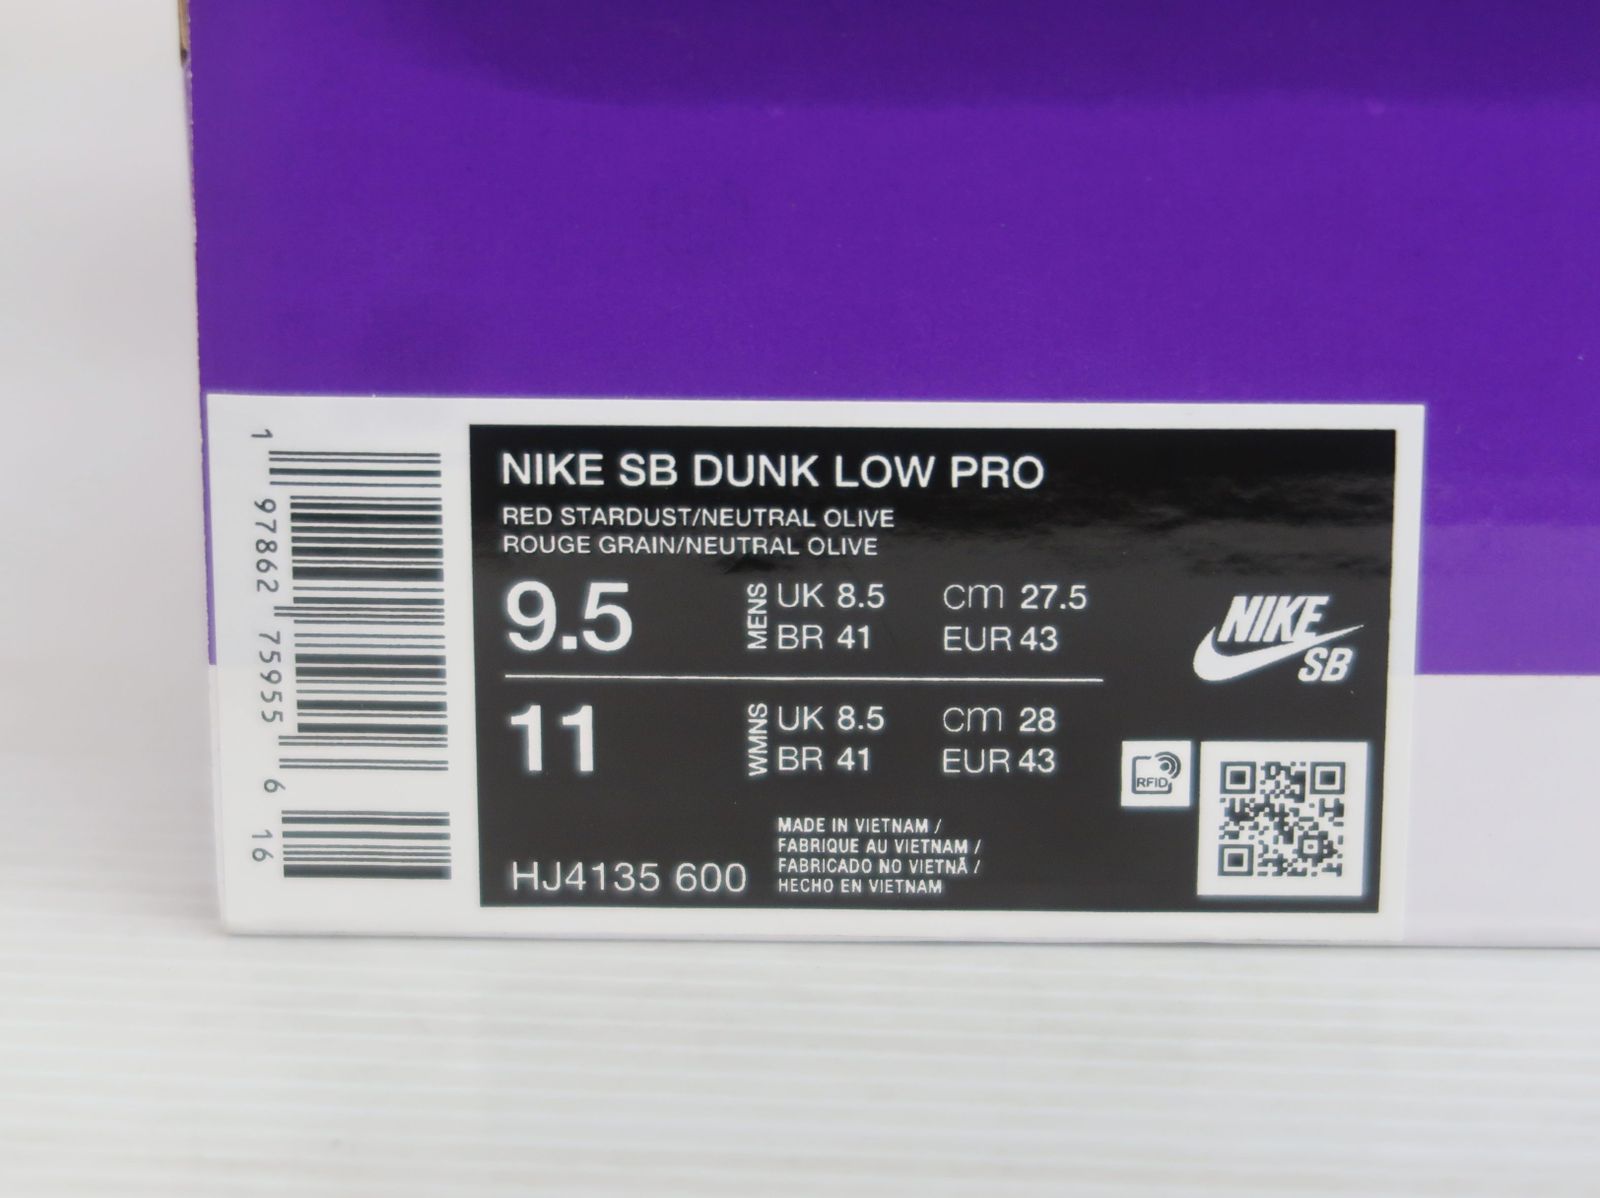 1 97862 75955 6 16
NIKE SB DUNK LOW PRO
RED STARDUST/NEUTRAL OLIVE
ROUGE GRAIN/NEUTRAL OLIVE
9.5 MENS UK 8.5 cm 27.5
BR 41 EUR 43
11 WMNS UK 8.5 cm 28
BR 41 EUR 43
NIKE
SB
RFID
HJ4135 600
MADE IN VIETNAM /
FABRIQUE AU VIETNAM /
FABRICADO NO VIETNÃ /
HECHO EN VIETNAM